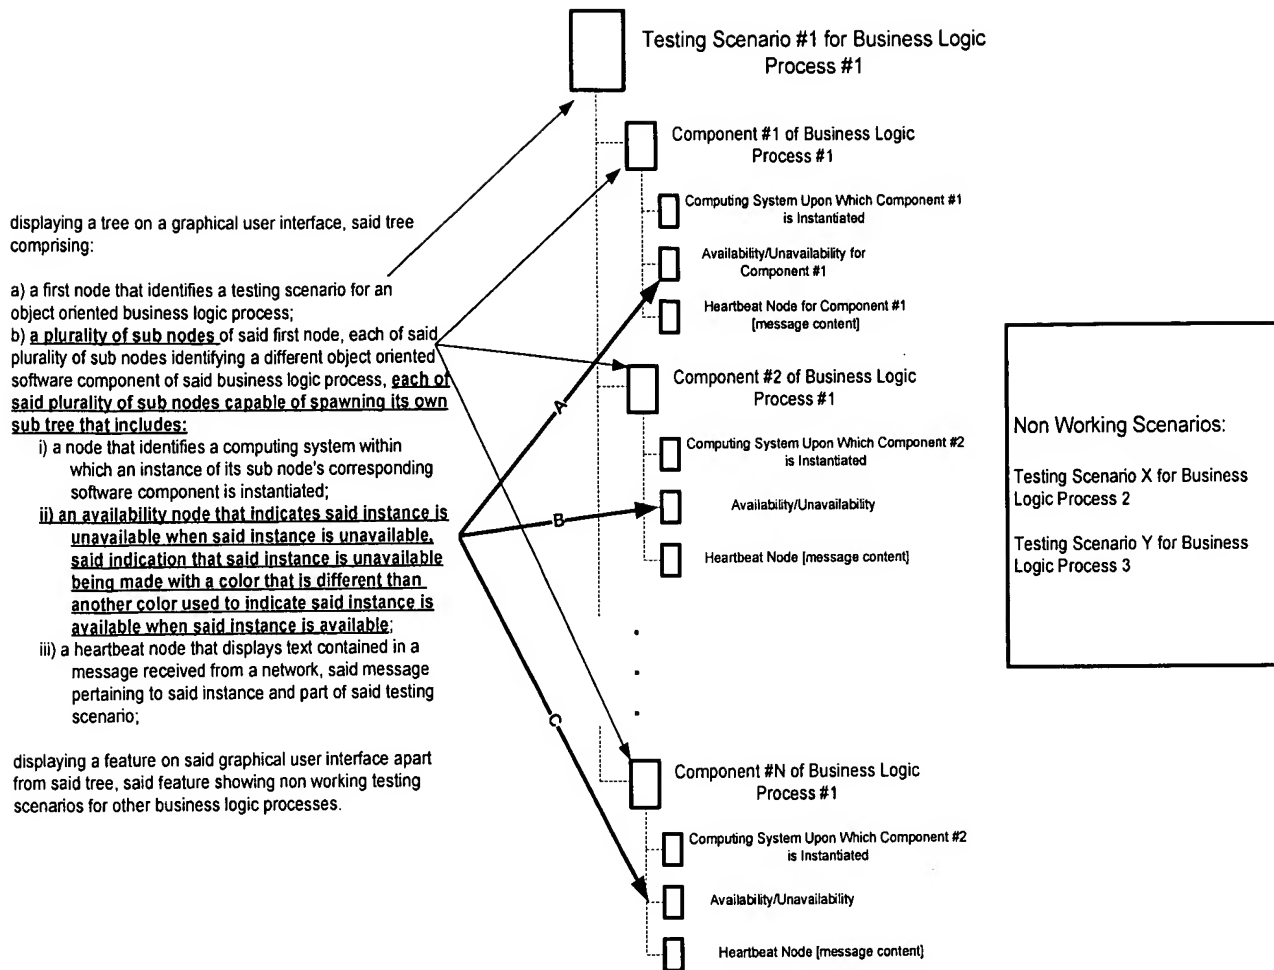 Testing Scenario #1 for Business Logic
Process #1
Component #1 of Business Logic
Process #1
Computing System Upon Which Component #1
is Instantiated
Availability/Unavailability for
Component #1
Heartbeat Node for Component #1
[message content]
displaying a tree on a graphical user interface, said tree
comprising:
a) a first node that identifies a testing scenario for an
object oriented business logic process;
b) a plurality of sub nodes of said first node, each of said
plurality of sub nodes identifying a different object oriented
software component of said business logic process, each of
said plurality of sub nodes capable of spawning its own
sub tree that includes:
i) a node that identifies a computing system within
which an instance of its sub node's corresponding
software component is instantiated;
ii) an availability node that indicates said instance is
unavailable when said instance is unavailable,
said indication that said instance is unavailable
being made with a color that is different than
another color used to indicate said instance is
available when said instance is available;
iii) a heartbeat node that displays text contained in a
message received from a network, said message
pertaining to said instance and part of said testing
scenario;
displaying a feature on said graphical user interface apart
from said tree, said feature showing non working testing
scenarios for other business logic processes.
A
B
C
Component #2 of Business Logic
Process #1
Computing System Upon Which Component #2
is Instantiated
Availability/Unavailability
Heartbeat Node [message content]
Component #N of Business Logic
Process #1
Computing System Upon Which Component #2
is Instantiated
Availability/Unavailability
Heartbeat Node [message content]
Non Working Scenarios:
Testing Scenario X for Business
Logic Process 2
Testing Scenario Y for Business
Logic Process 3